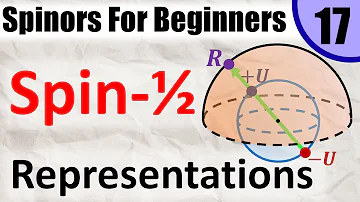 Spinors For Beginners 17
Spin-½
Representations
R
+U
-U